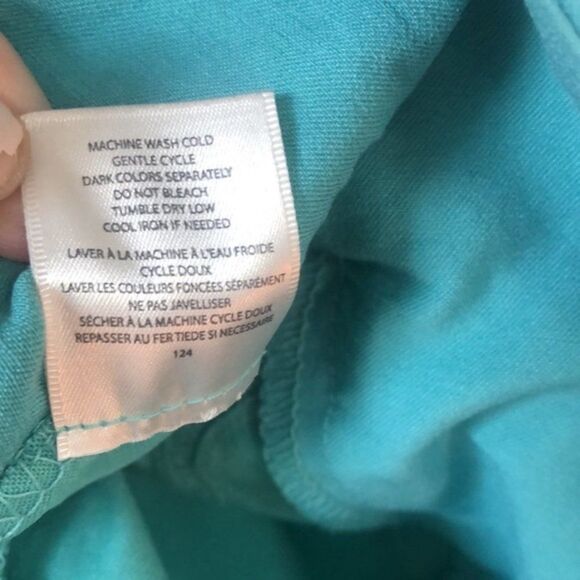 MACHINE WASH COLD
GENTLE CYCLE
DARK COLORS SEPARATELY
DO NOT BLEACH
TUMBLE DRY LOW
COOL IRON IF NEEDED
LAVER À LA MACHINE À L'EAU FROIDE
CYCLE DOUX
LAVER LES COULEURS FONCÉES SÉPARÉMENT
NE PAS JAVELLISER
SÉCHER À LA MACHINE CYCLE DOUX
REPASSER AU FER TIEDE SI NECESSAIRE
124